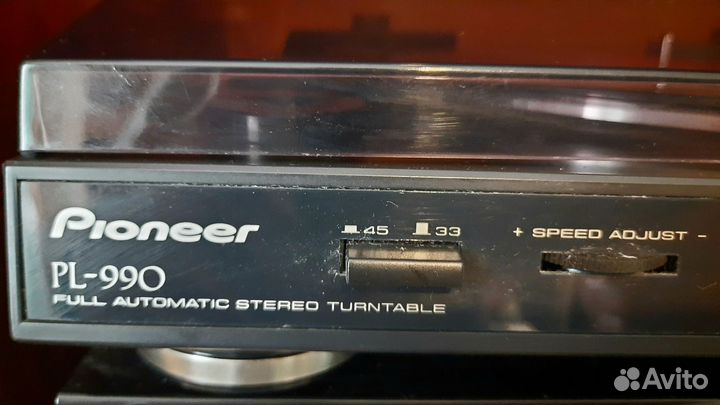 Pioneer
PL-990
FULL AUTOMATIC STEREO TURNTABLE
45 33
+ SPEED ADJUST -
Avito